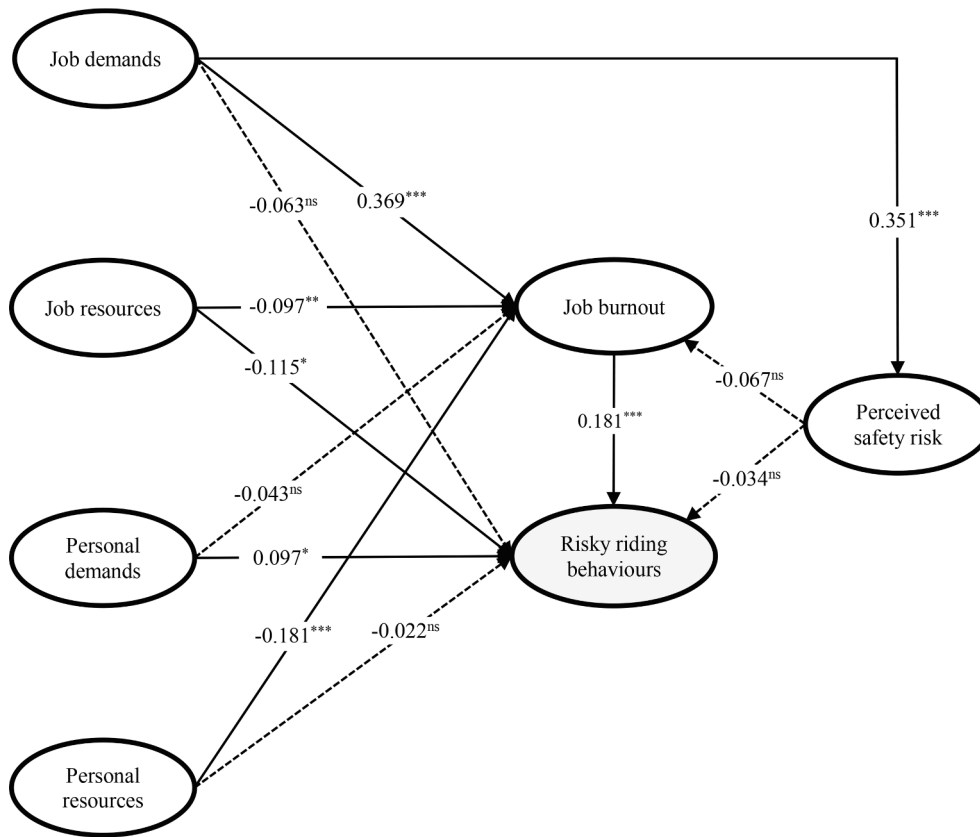 Job demands
-0.063ns
0.369***
0.351***
Job resources
-0.097**
Job burnout
-0.115*
-0.067ns
0.181***
Perceived
safety risk
-0.043ns
-0.034ns
Personal
demands
0.097*
Risky riding
behaviours
-0.181***
-0.022ns
Personal
resources